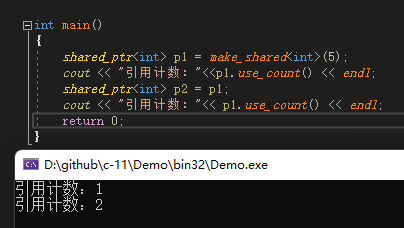 int main()
{
shared_ptr<int> p1 = make_shared<int>(5);
cout << "引用计数："<<p1.use_count() << endl;
shared_ptr<int> p2 = p1;
cout << "引用计数："<< p1.use_count() << endl;
return 0;
}
D:\github\c-11\Demo\bin32\Demo.exe
引用计数：1
引用计数：2